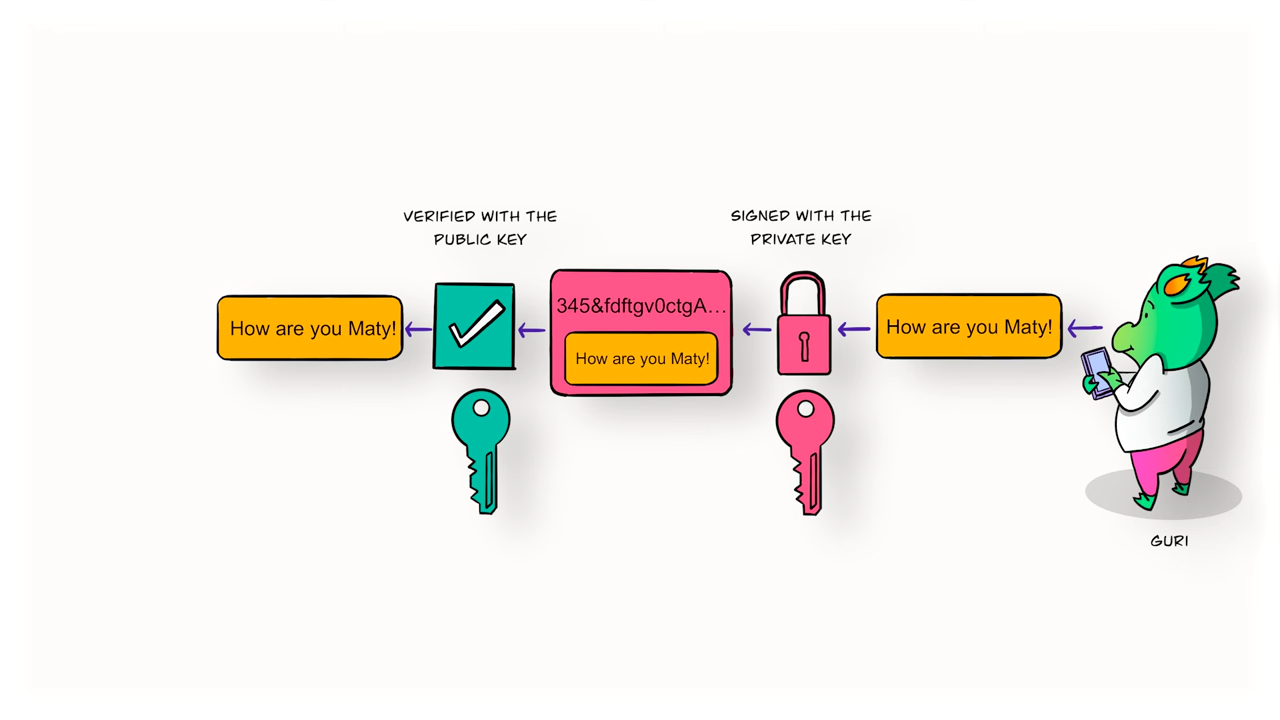 VERIFIED WITH THE
PUBLIC KEY
SIGNED WITH THE
PRIVATE KEY
How are you Maty!
345&fdftgv0ctgA...
How are you Maty!
How are you Maty!
GURI